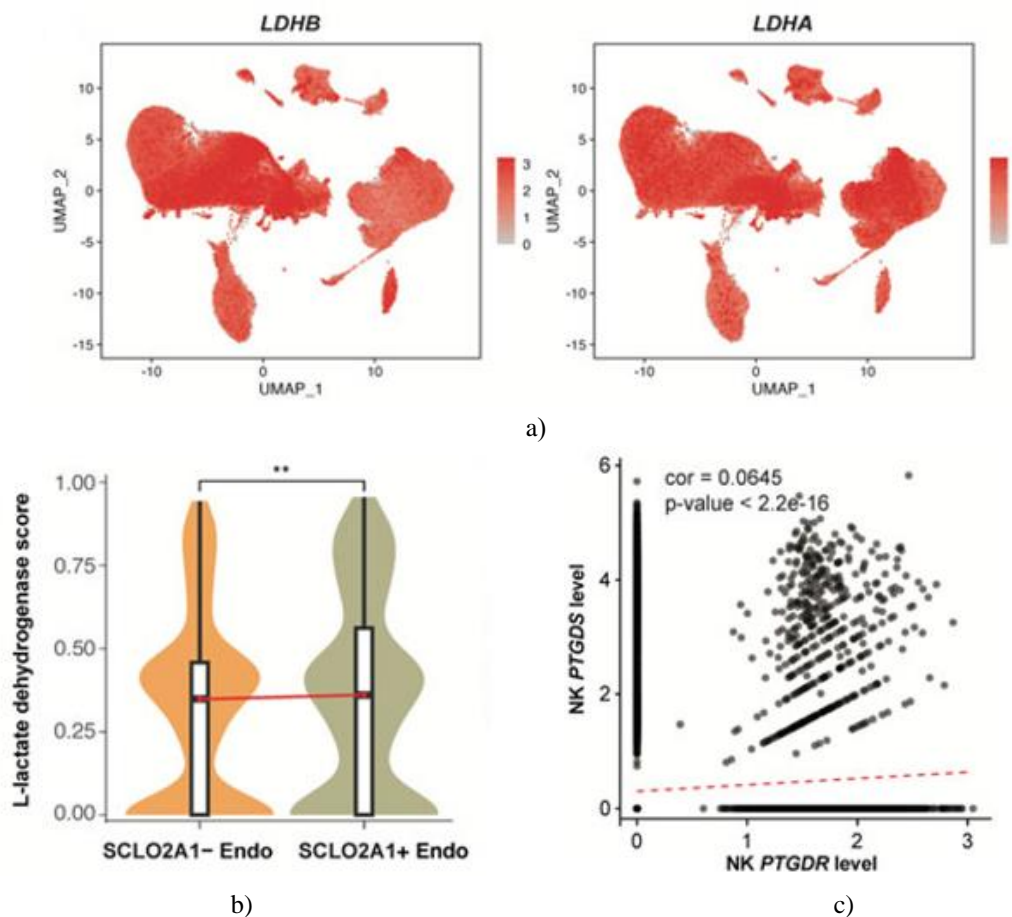 LDHB
LDHA
10
5
0
-5
-10
-15
UMAP_2
-10
0
10
UMAP_1
3
2
1
0
10
5
0
-5
-10
-15
UMAP_2
-10
0
10
UMAP_1
a)
L-lactate dehydrogenase score
1.00
0.75
0.50
0.25
0.00
**
SCLO2A1− Endo
SCLO2A1+ Endo
b)
NK PTGDS level
6
4
2
0
cor = 0.0645
p-value < 2.2e-16
0
1
2
3
NK PTGDR level
c)